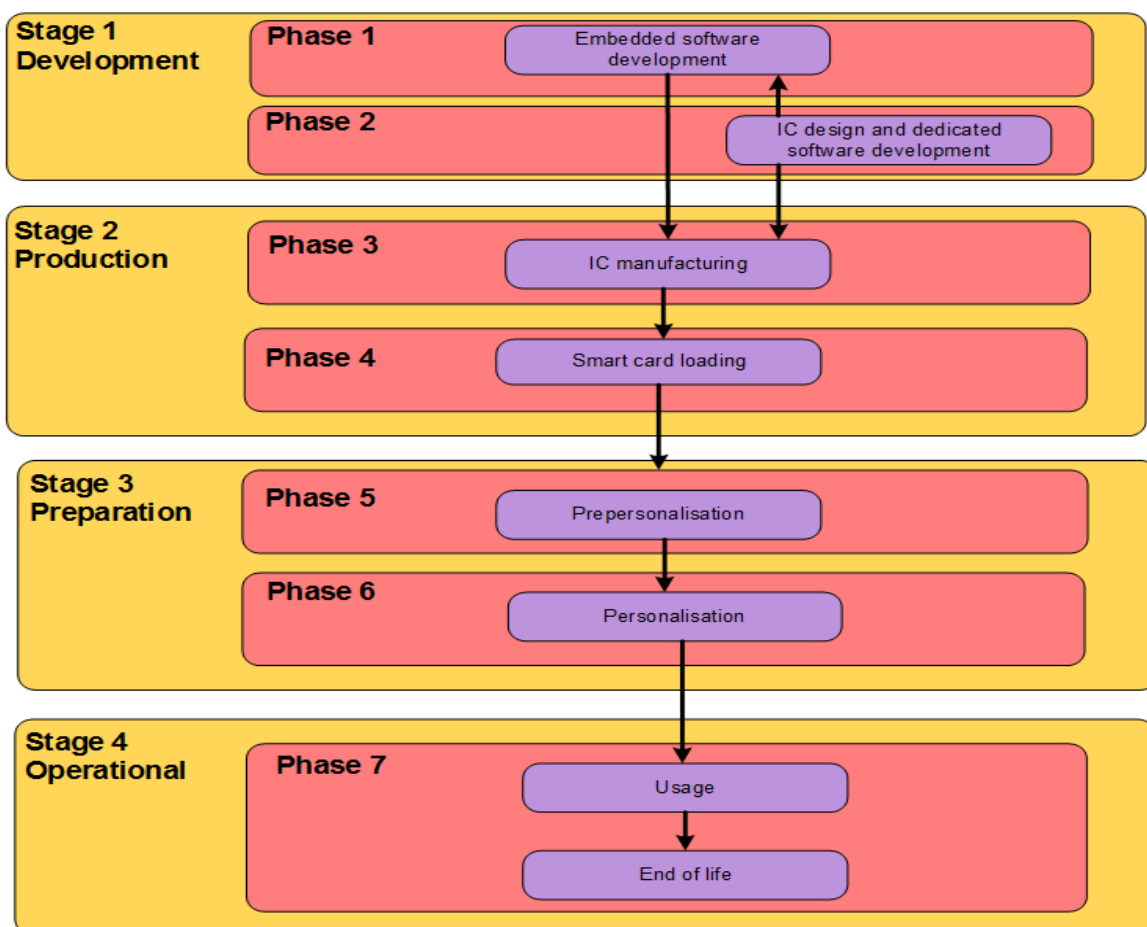 Stage 1
Development
Phase 1
Embedded software
development
Phase 2
IC design and dedicated
software development
Stage 2
Production
Phase 3
IC manufacturing
Phase 4
Smart card loading
Stage 3
Preparation
Phase 5
Prepersonalisation
Phase 6
Personalisation
Stage 4
Operational
Phase 7
Usage
End of life